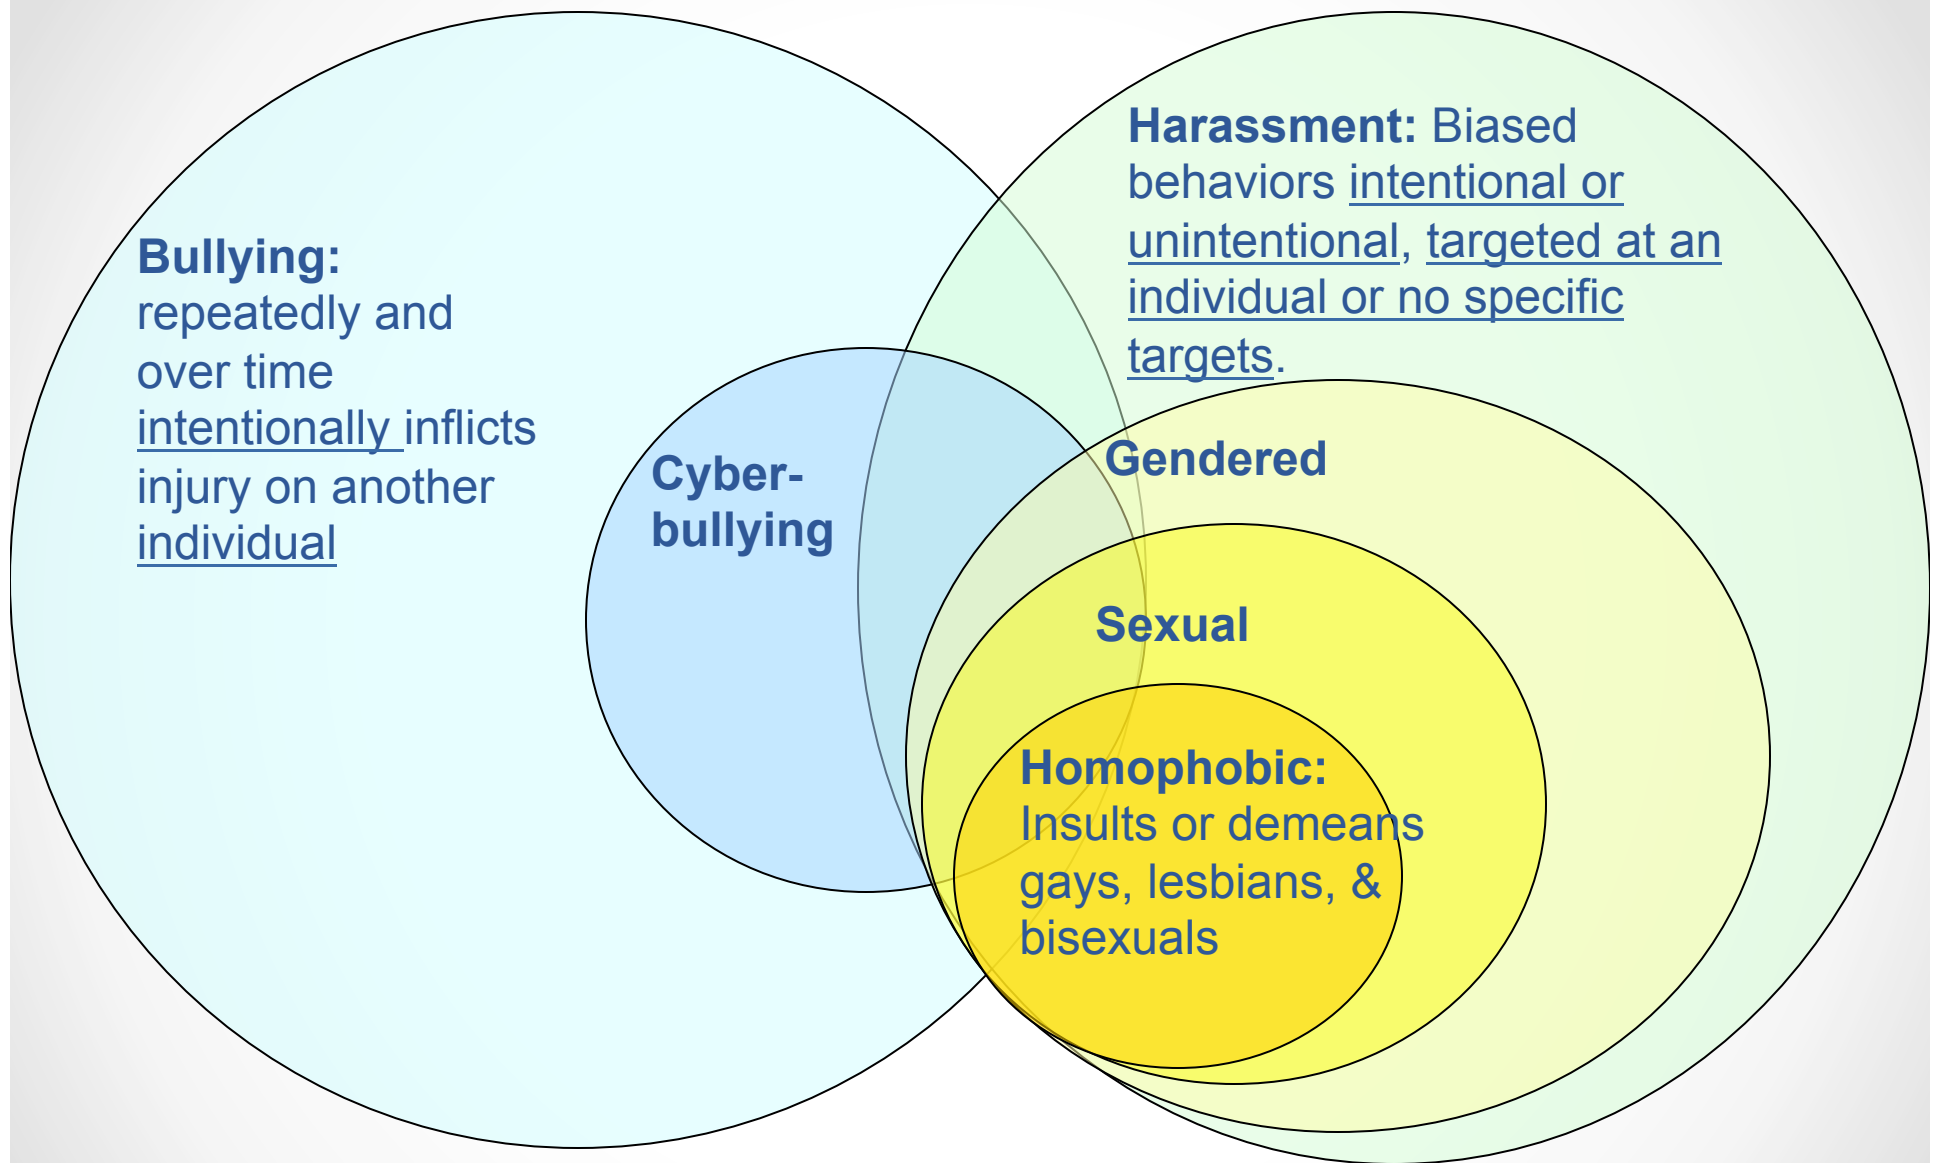 Bullying:
repeatedly and
over time
intentionally inflicts
injury on another
individual
Cyber-
bullying
Harassment: Biased
behaviors intentional or
unintentional, targeted at an
individual or no specific
targets.
Gendered
Sexual
Homophobic:
Insults or demeans
gays, lesbians, &
bisexuals